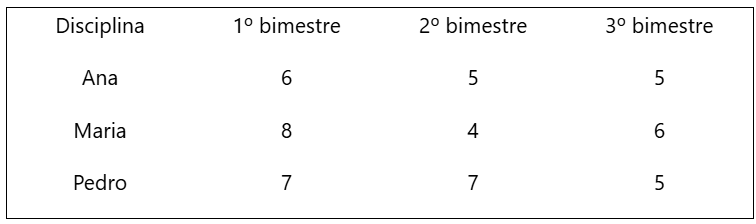 Disciplina 1º bimestre 2º bimestre 3º bimestre
Ana 6 5 5
Maria 8 4 6
Pedro 7 7 5